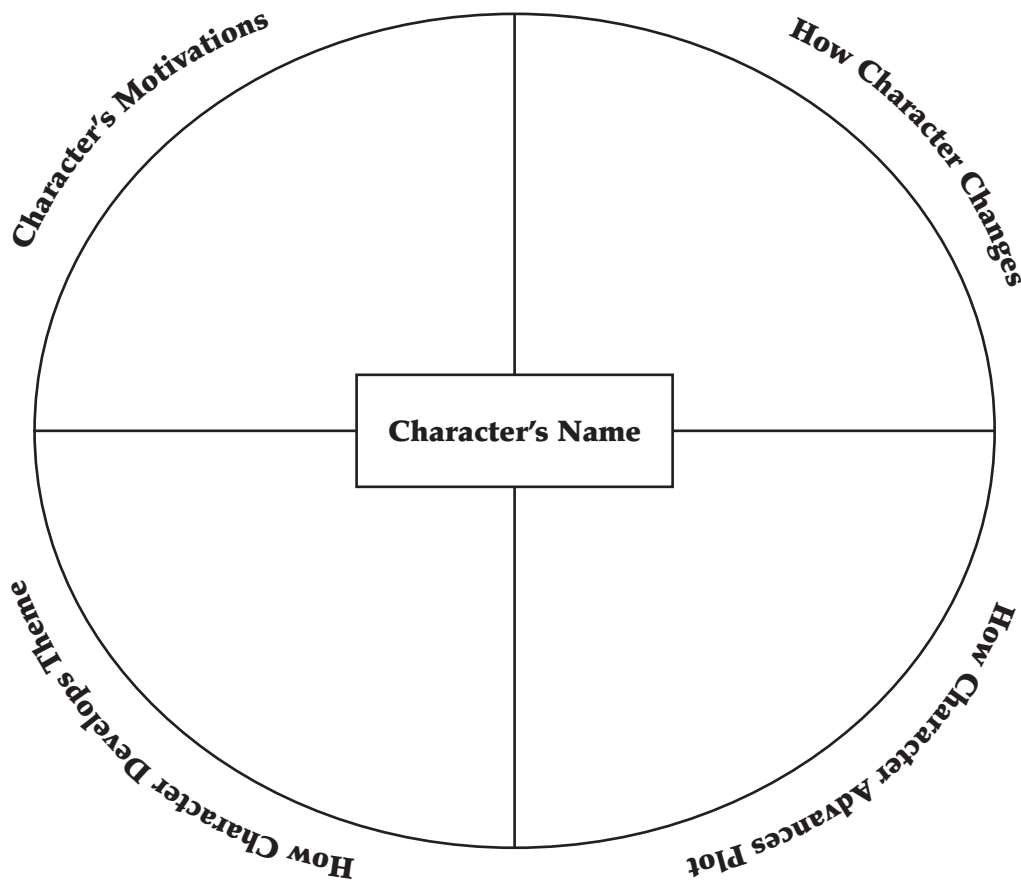 Character's Motivations
How Character Changes
Character's Name
How Character Develops Theme
How Character Advances Plot